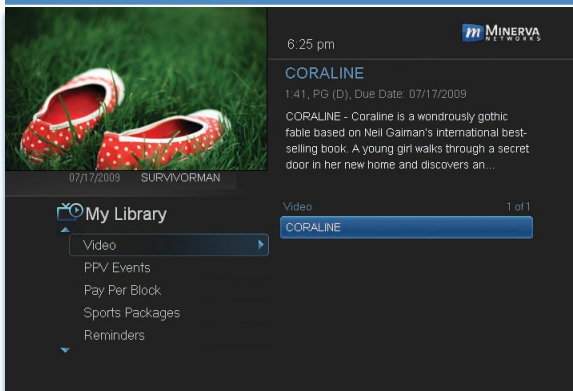 6:25 pm
m MINERVA
NETWORKS
CORALINE
1:41, PG (D), Due Date: 07/17/2009
CORALINE - Coraline is a wondrously gothic
fable based on Neil Gaiman's international best-
selling book. A young girl walks through a secret
door in her new home and discovers an...
07/17/2009 SURVIVORMAN
My Library
Video
PPV Events
Pay Per Block
Sports Packages
Reminders
Video 1 of 1
CORALINE